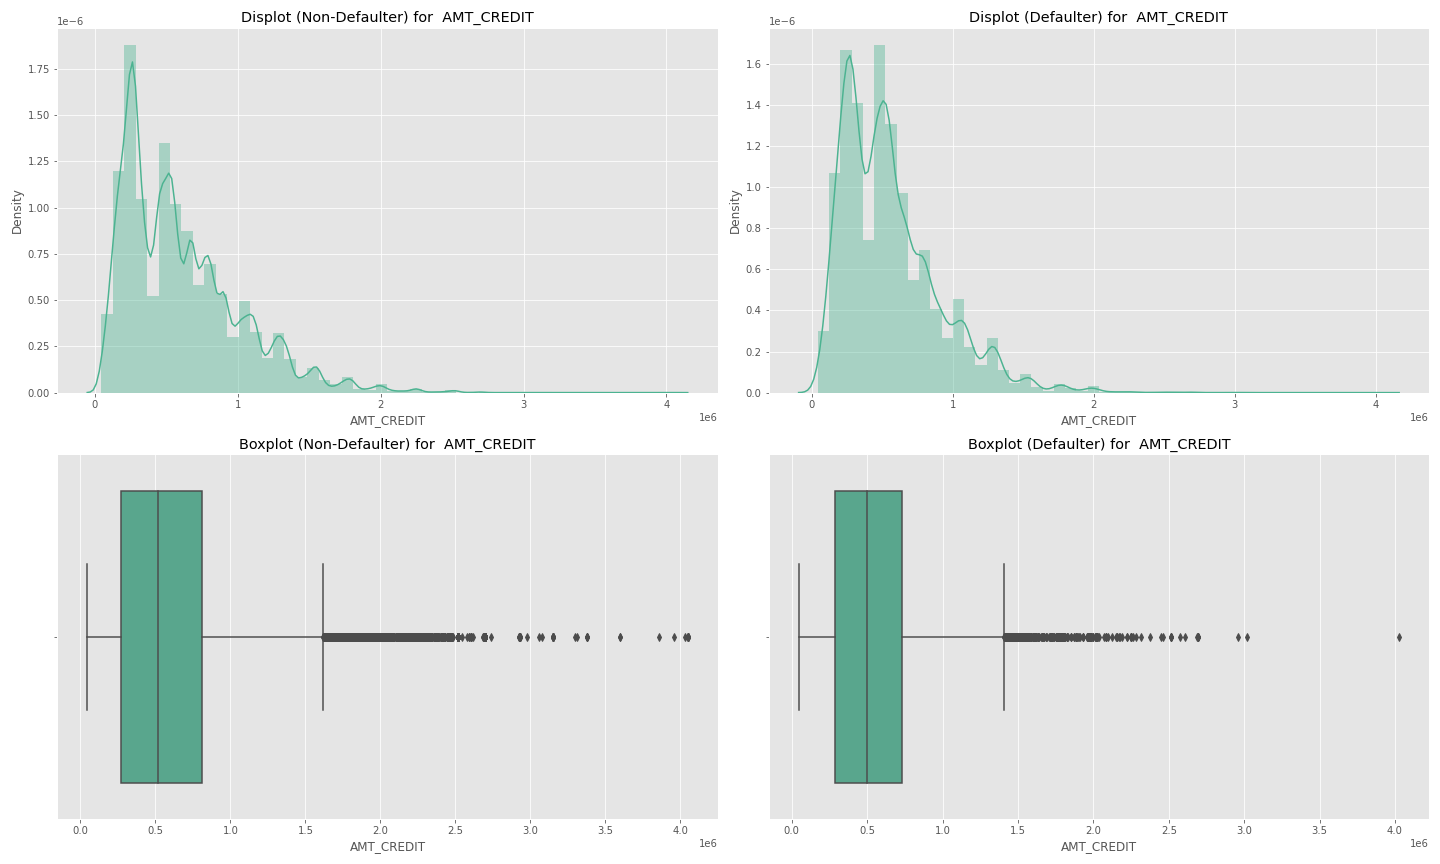 Displot (Non-Defaulter) for  AMT_CREDIT
1e−6
Density
1.75
1.50
1.25
1.00
0.75
0.50
0.25
0.00
0 1 2 3 4
1e6
AMT_CREDIT
Displot (Defaulter) for  AMT_CREDIT
1e−6
Density
1.6
1.4
1.2
1.0
0.8
0.6
0.4
0.2
0.0
0 1 2 3 4
1e6
AMT_CREDIT
Boxplot (Non-Defaulter) for  AMT_CREDIT
0.0 0.5 1.0 1.5 2.0 2.5 3.0 3.5 4.0
1e6
AMT_CREDIT
Boxplot (Defaulter) for  AMT_CREDIT
0.0 0.5 1.0 1.5 2.0 2.5 3.0 3.5 4.0
1e6
AMT_CREDIT